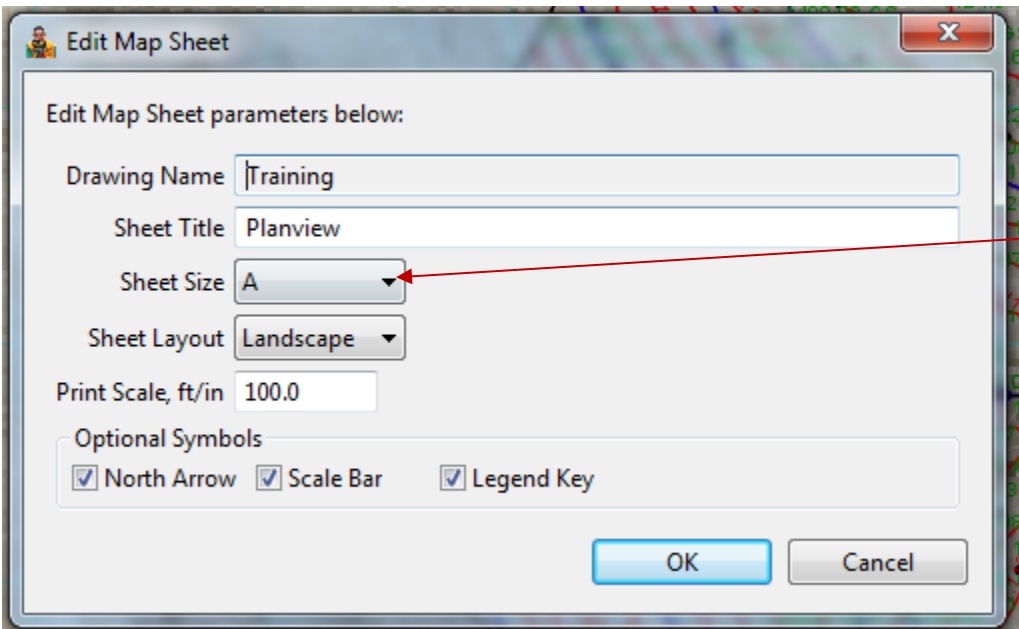 Edit Map Sheet
Edit Map Sheet parameters below:
Drawing Name Training
Sheet Title Planview
Sheet Size A
Sheet Layout Landscape
Print Scale, ft/in 100.0
Optional Symbols
North Arrow Scale Bar Legend Key
OK Cancel